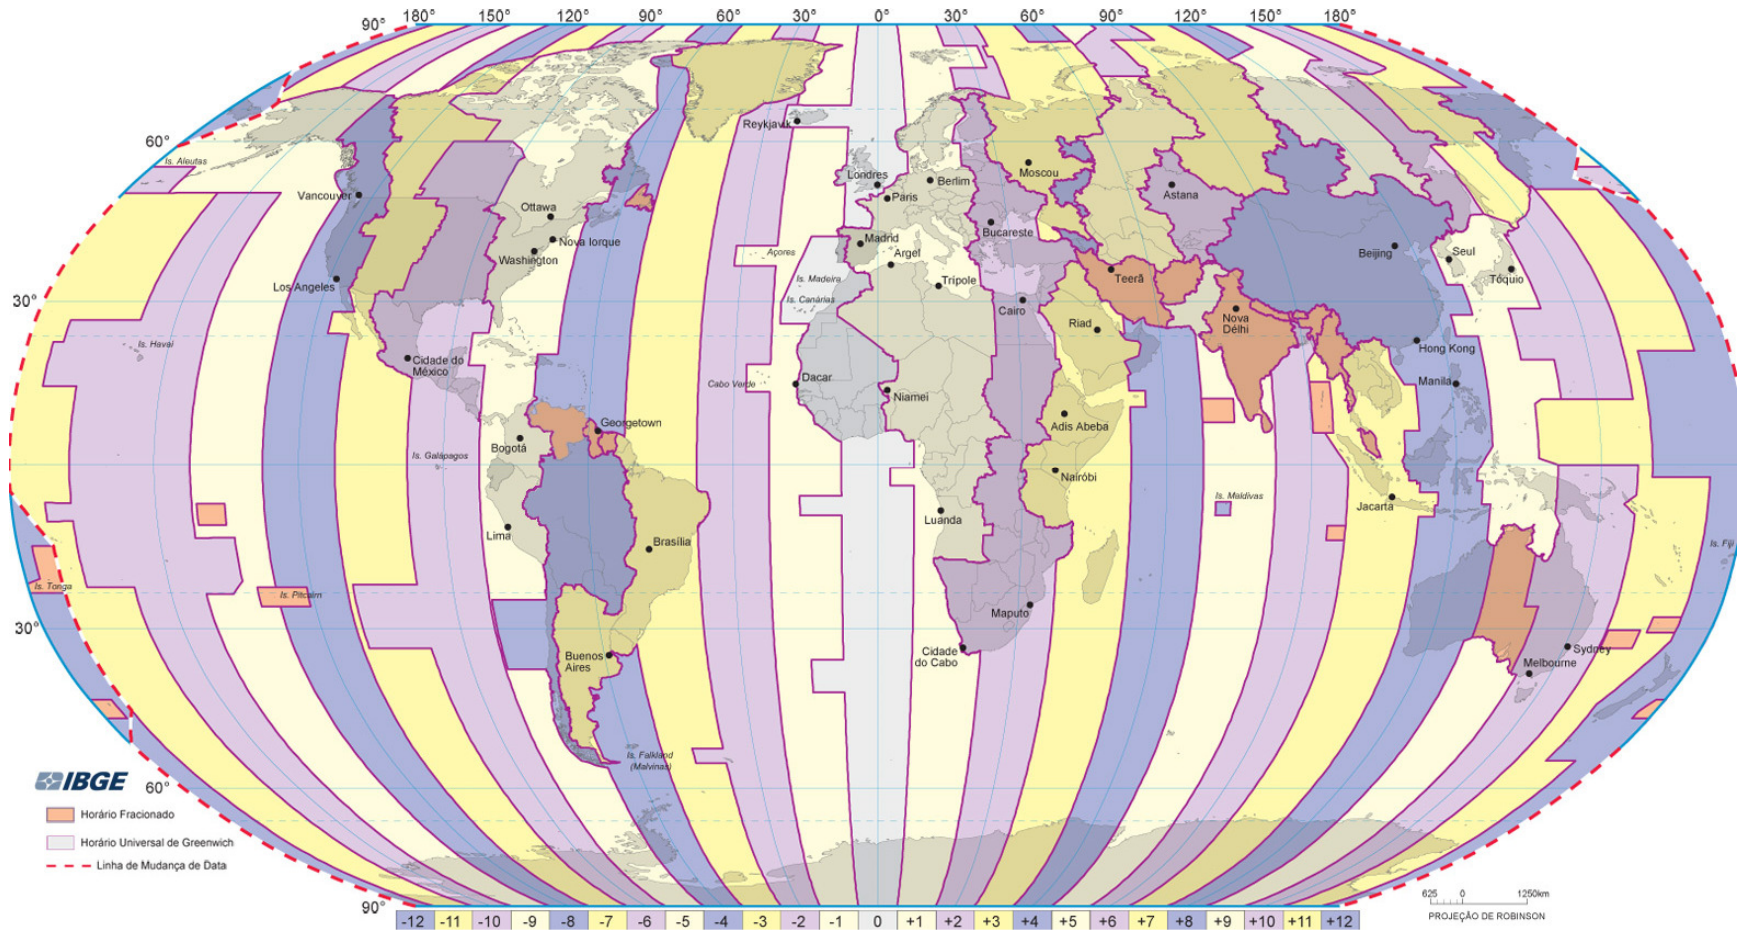 90° 180° 150° 120° 90° 60° 30° 0° 30° 60° 90° 120° 150° 180°
60°
Is. Aleutas
Reykjavik
Londres
Berlim
Moscou
Astana
Vancouver
Paris
Ottawa
Bucareste
Nova Iorque
Washington
Madrid
Açores
Argel
Beijing
Seul
Los Angeles
Is. Madeira
Trípole
Teerã
Tóquio
30°
Is. Canárias
Cairo
Riad
Nova
Délhi
Is. Havaí
Cidade do
México
Hong Kong
Cabo Verde
Dacar
Manila
Niamei
Georgetown
Adis Abeba
Bogotá
Is. Galápagos
Nairóbi
Is. Maldivas
Jacarta
Luanda
Lima
Brasília
Is. Fiji
Is. Tonga
Is. Pitcairn
Maputo
30°
Buenos
Aires
Cidade
do Cabo
Sydney
Melbourne
Is. Falkland
(Malvinas)
IBGE
60°
Horário Fracionado
Horário Universal de Greenwich
Linha de Mudança de Data
90°
625 0 1250km
PROJEÇÃO DE ROBINSON
-12 -11 -10 -9 -8 -7 -6 -5 -4 -3 -2 -1 0 +1 +2 +3 +4 +5 +6 +7 +8 +9 +10 +11 +12